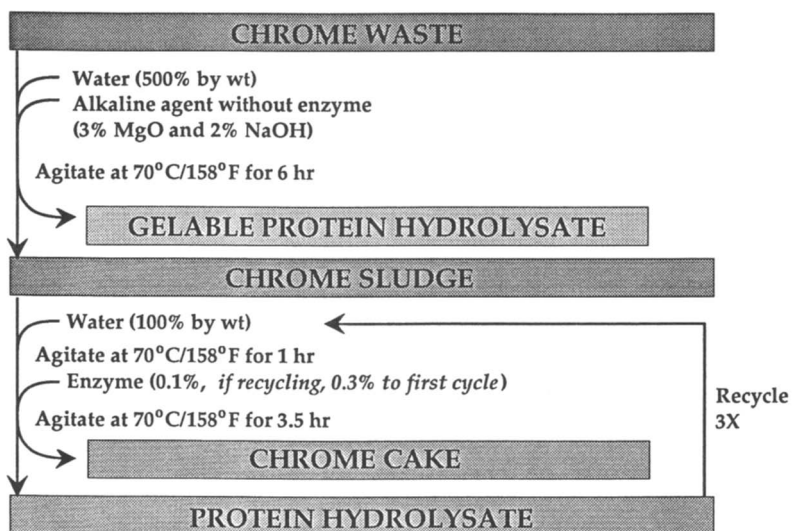 CHROME WASTE
Water (500% by wt)
Alkaline agent without enzyme
(3% MgO and 2% NaOH)
Agitate at 70°C/158°F for 6 hr
GELABLE PROTEIN HYDROLYSATE
CHROME SLUDGE
Water (100% by wt)
Agitate at 70°C/158°F for 1 hr
Enzyme (0.1%, if recycling, 0.3% to first cycle)
Agitate at 70°C/158°F for 3.5 hr
Recycle
3X
CHROME CAKE
PROTEIN HYDROLYSATE